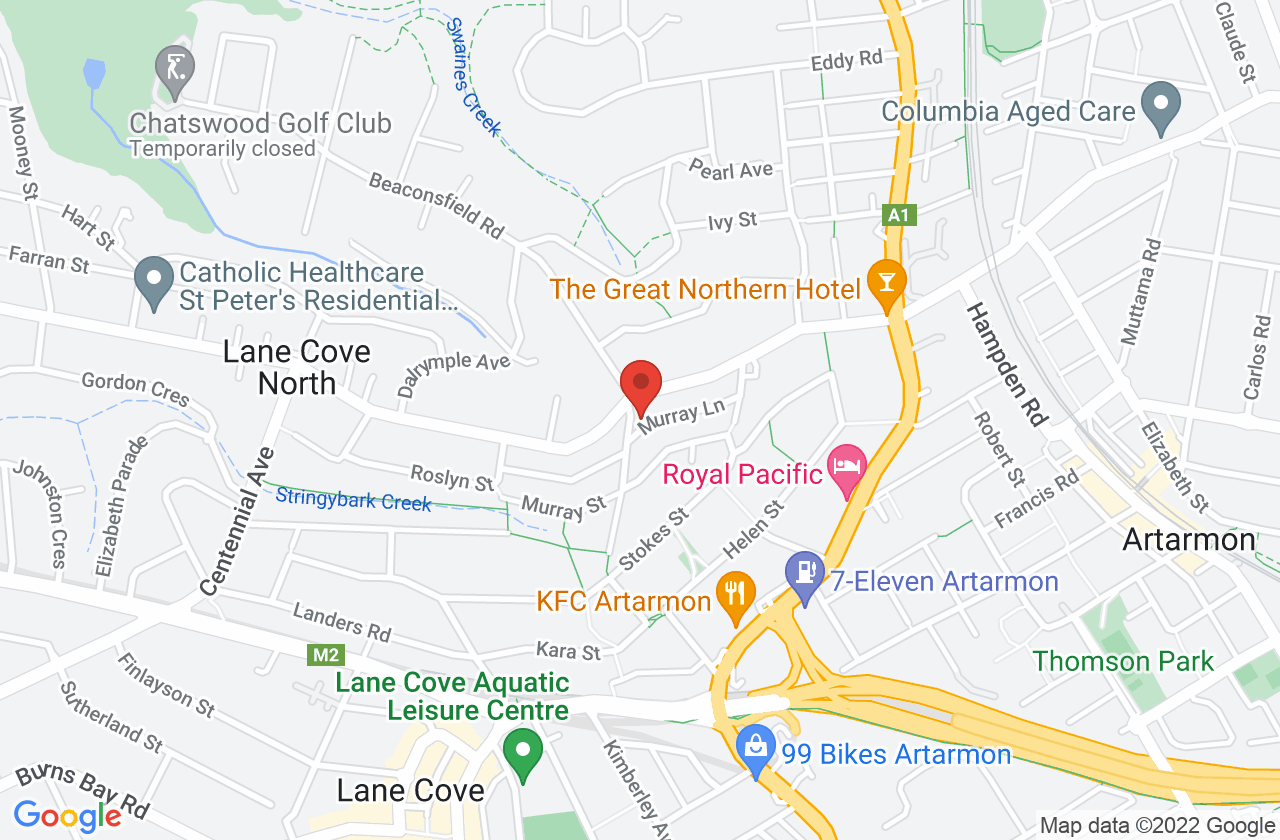 Eddy Rd
Claude St
Swaines Creek
Columbia Aged Care
Chatswood Golf Club
Temporarily closed
Mooney St
Pearl Ave
Beaconsfield Rd
Hart St
Ivy St
A1
Farran St
Catholic Healthcare
St Peter's Residential...
The Great Northern Hotel
Muttama Rd
Hampden Rd
Carlos Rd
Lane Cove
North
Dalrymple Ave
Gordon Cres
Murray Ln
Robert St
Elizabeth St
Elizabeth Parade
Johnston Cres
Centennial Ave
Roslyn St
Royal Pacific
Stringybark Creek
Murray St
Francis Rd
Stokes St
Helen St
Artarmon
7-Eleven Artarmon
KFC Artarmon
Landers Rd
M2
Kara St
Finlayson St
Thomson Park
Lane Cove Aquatic
Leisure Centre
Sutherland St
Kimberley Av
99 Bikes Artarmon
Burns Bay Rd
Lane Cove
Google
Map data ©2022 Google